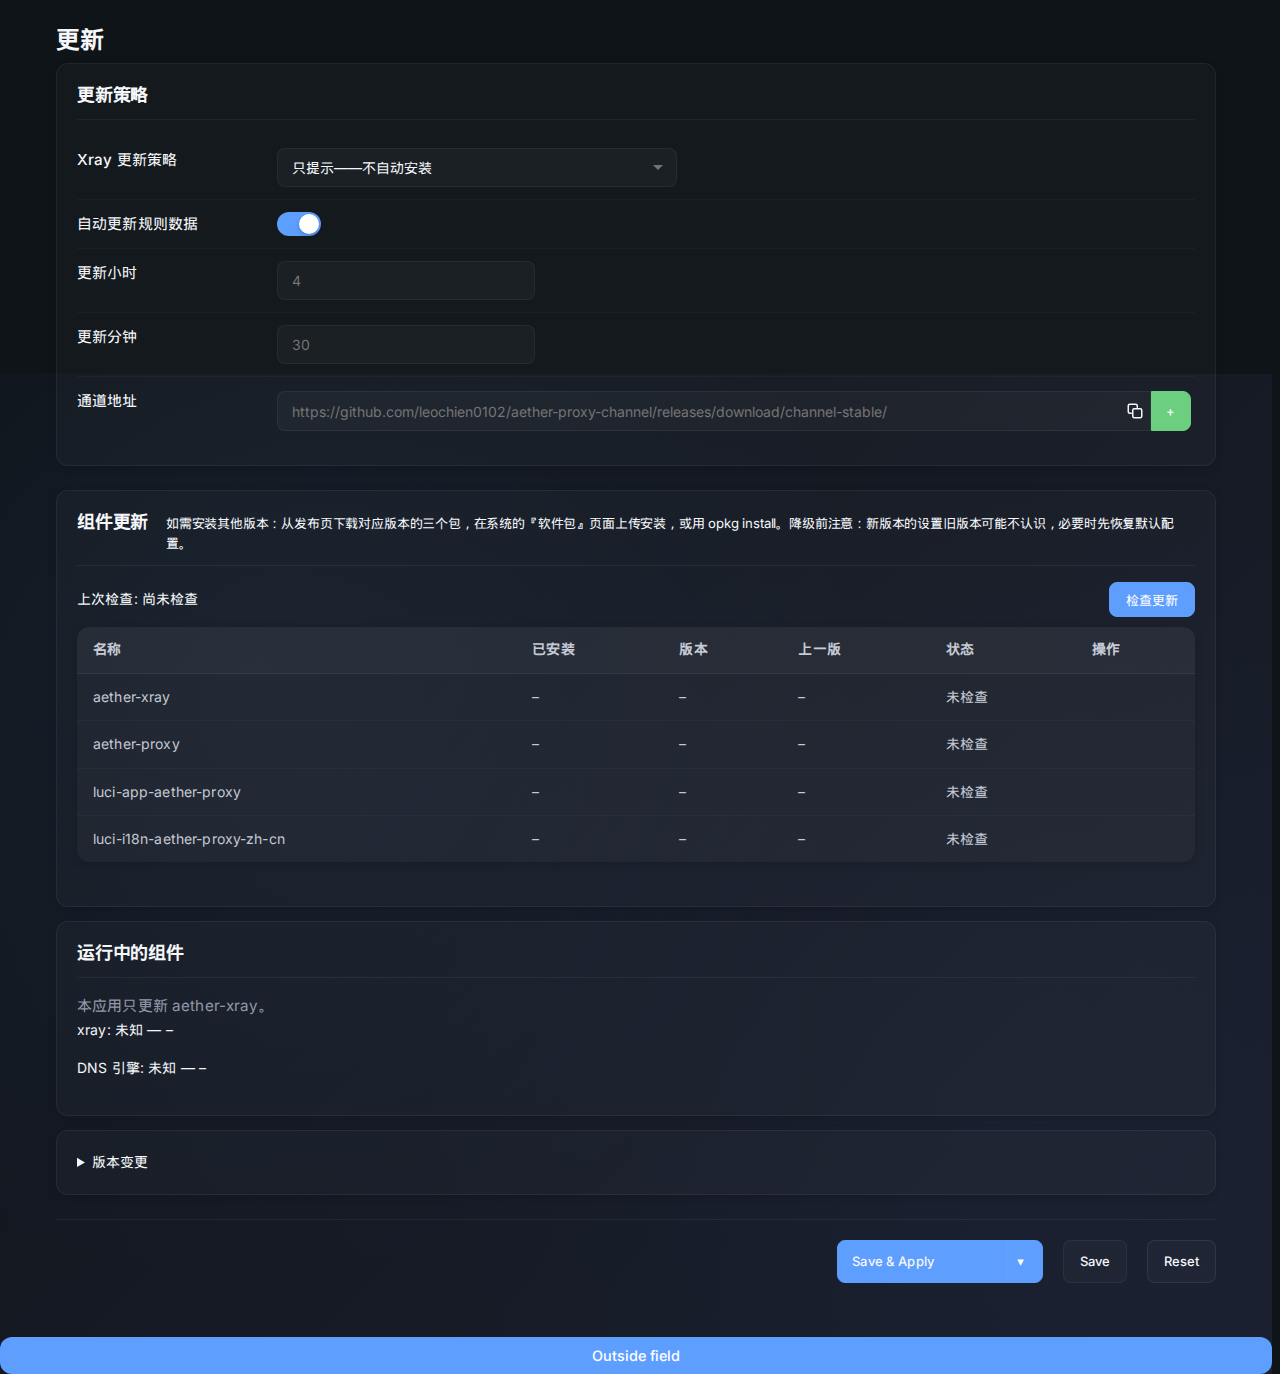 更新
更新策略
Xray 更新策略
只提示——不自动安装
自动更新规则数据
更新小时
4
更新分钟
30
通道地址
https://github.com/leochien0102/aether-proxy-channel/releases/download/channel-stable/
+
组件更新
如需安装其他版本：从发布页下载对应版本的三个包，在系统的『软件包』页面上传安装，或用 opkg install。降级前注意：新版本的设置旧版本可能不认识，必要时先恢复默认配
置。
上次检查: 尚未检查
检查更新
名称 已安装 版本 上一版 状态 操作
aether-xray – – – 未检查
aether-proxy – – – 未检查
luci-app-aether-proxy – – – 未检查
luci-i18n-aether-proxy-zh-cn – – – 未检查
运行中的组件
本应用只更新 aether-xray。
xray: 未知 — –
DNS 引擎: 未知 — –
▶ 版本变更
Save & Apply ▼ Save Reset
Outside field